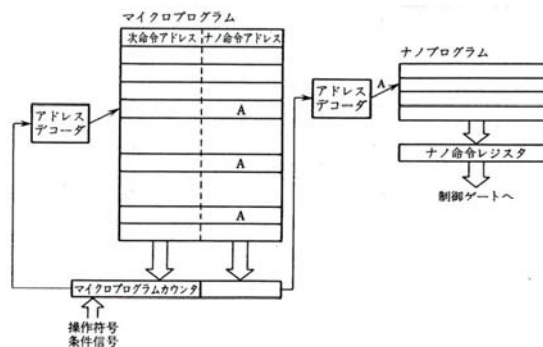 マイクロプログラム
次命令アドレス
ナノ命令アドレス
A
A
A
アドレス
デコーダ
マイクロプログラムカウンタ
操作符号
条件信号
アドレス
デコーダ
A
ナノプログラム
ナノ命令レジスタ
制御ゲートへ